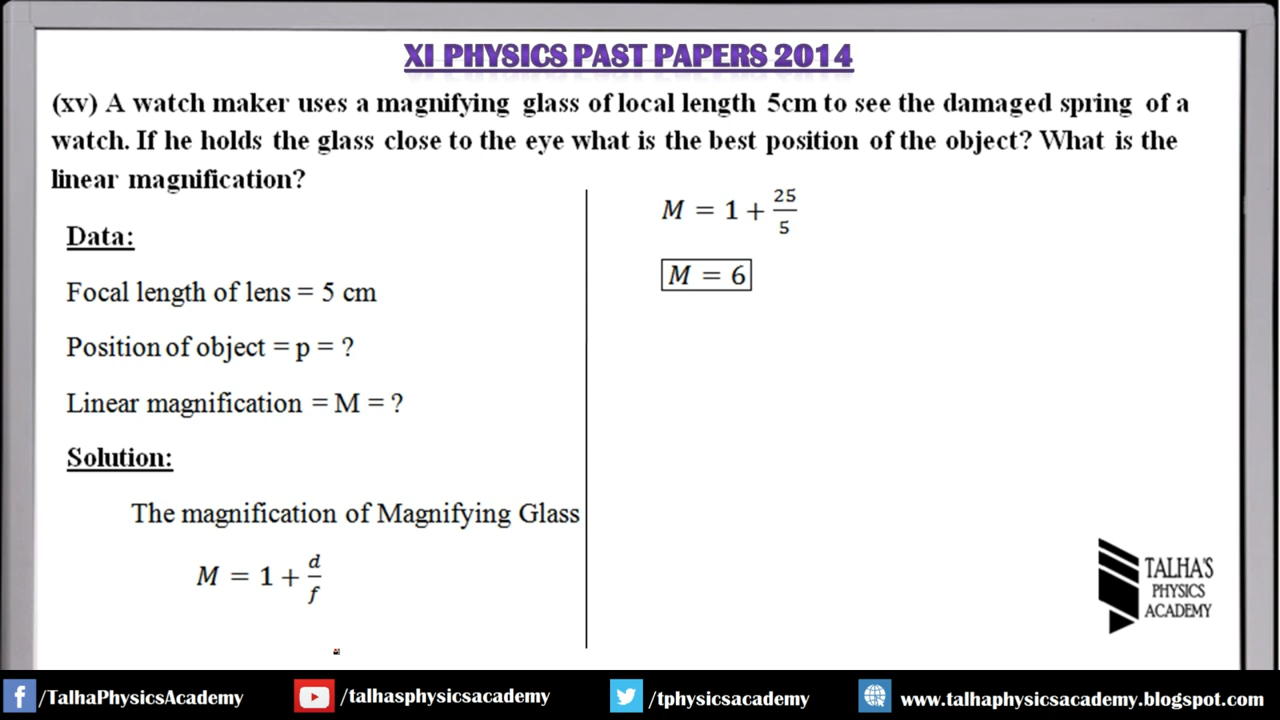 XI PHYSICS PAST PAPERS 2014
(xv) A watch maker uses a magnifying glass of local length 5cm to see the damaged spring of a
watch. If he holds the glass close to the eye what is the best position of the object? What is the
linear magnification?
Data:
Focal length of lens = 5 cm
Position of object = p = ?
Linear magnification = M = ?
Solution:
The magnification of Magnifying Glass
M = 1 + d/f
M = 1 + 25/5
M = 6
TALHA'S
PHYSICS
ACADEMY
/TalhaPhysicsAcademy
/talhasphysicsacademy
/tphysicsacademy
www.talhaphysicsacademy.blogspot.com